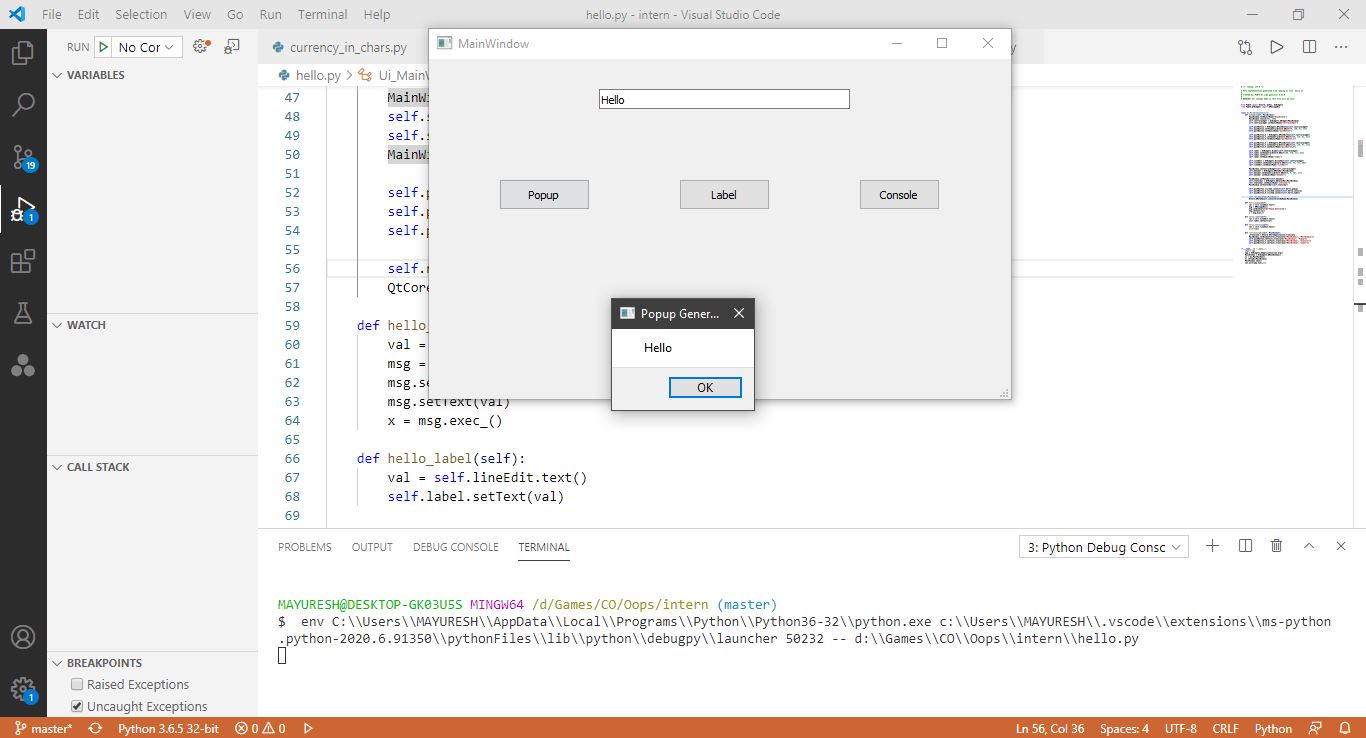 File Edit Selection View Go Run Terminal Help hello.py - intern - Visual Studio Code
RUN No Cor
currency_in_chars.py
MainWindow
VARIABLES
hello.py > Ui_MainW
47 MainWi
48 self.s
49 self.s
50 MainWi
51
52 self.p
53 self.p
54 self.p
55
56 self.r
57 QtCore
58
59 def hello_
60 val =
61 msg =
62 msg.se
63 msg.setText(val)
64 x = msg.exec_()
65
66 def hello_label(self):
67 val = self.lineEdit.text()
68 self.label.setText(val)
69
Hello
Popup Label Console
Popup Gener...
Hello
OK
WATCH
CALL STACK
BREAKPOINTS
Raised Exceptions
Uncaught Exceptions
19
1
1
PROBLEMS OUTPUT DEBUG CONSOLE TERMINAL 3: Python Debug Consc
MAYURESH@DESKTOP-GK03U5S MINGW64 /d/Games/CO/Oops/intern (master)
$ env C:\\Users\\MAYURESH\\AppData\\Local\\Programs\\Python\\Python36-32\\python.exe c:\\Users\\MAYURESH\\.vscode\\extensions\\ms-python
.python-2020.6.91350\\pythonFiles\\lib\\python\\debugpy\\launcher 50232 -- d:\\Games\\CO\\Oops\\intern\\hello.py
master* Python 3.6.5 32-bit 0 0 Ln 56, Col 36 Spaces: 4 UTF-8 CRLF Python